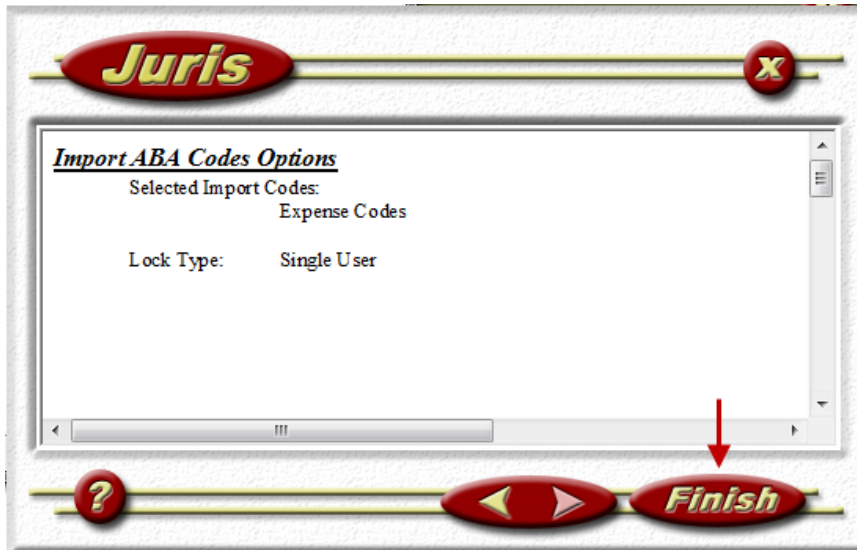 Juris
X
Import ABA Codes Options
Selected Import Codes:
Expense Codes
Lock Type: Single User
?
Finish